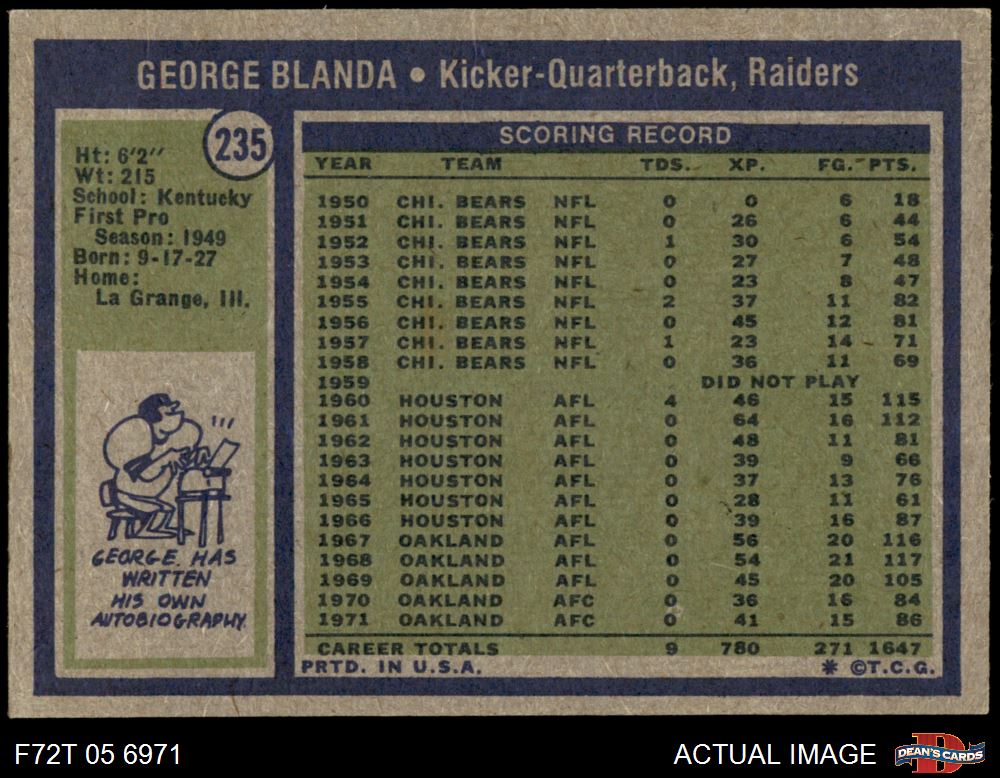 GEORGE BLANDA • Kicker-Quarterback, Raiders
235
Ht: 6'2''
Wt: 215
School: Kentucky
First Pro
Season: 1949
Born: 9-17-27
Home:
La Grange, Ill.
GEORGE HAS
WRITTEN
HIS OWN
AUTOBIOGRAPHY.
SCORING RECORD
YEAR TEAM TDS. XP. FG. PTS.
1950 CHI. BEARS NFL 0 0 6 18
1951 CHI. BEARS NFL 0 26 6 44
1952 CHI. BEARS NFL 1 30 6 54
1953 CHI. BEARS NFL 0 27 7 48
1954 CHI. BEARS NFL 0 23 8 47
1955 CHI. BEARS NFL 2 37 11 82
1956 CHI. BEARS NFL 0 45 12 81
1957 CHI. BEARS NFL 1 23 14 71
1958 CHI. BEARS NFL 0 36 11 69
1959 DID NOT PLAY
1960 HOUSTON AFL 4 46 15 115
1961 HOUSTON AFL 0 64 16 112
1962 HOUSTON AFL 0 48 11 81
1963 HOUSTON AFL 0 39 9 66
1964 HOUSTON AFL 0 37 13 76
1965 HOUSTON AFL 0 28 11 61
1966 HOUSTON AFL 0 39 16 87
1967 OAKLAND AFL 0 56 20 116
1968 OAKLAND AFL 0 54 21 117
1969 OAKLAND AFL 0 45 20 105
1970 OAKLAND AFC 0 36 16 84
1971 OAKLAND AFC 0 41 15 86
CAREER TOTALS 9 780 271 1647
PRTD. IN U.S.A. * ©T.C.G.
F72T 05 6971
ACTUAL IMAGE
DEAN'S CARDS